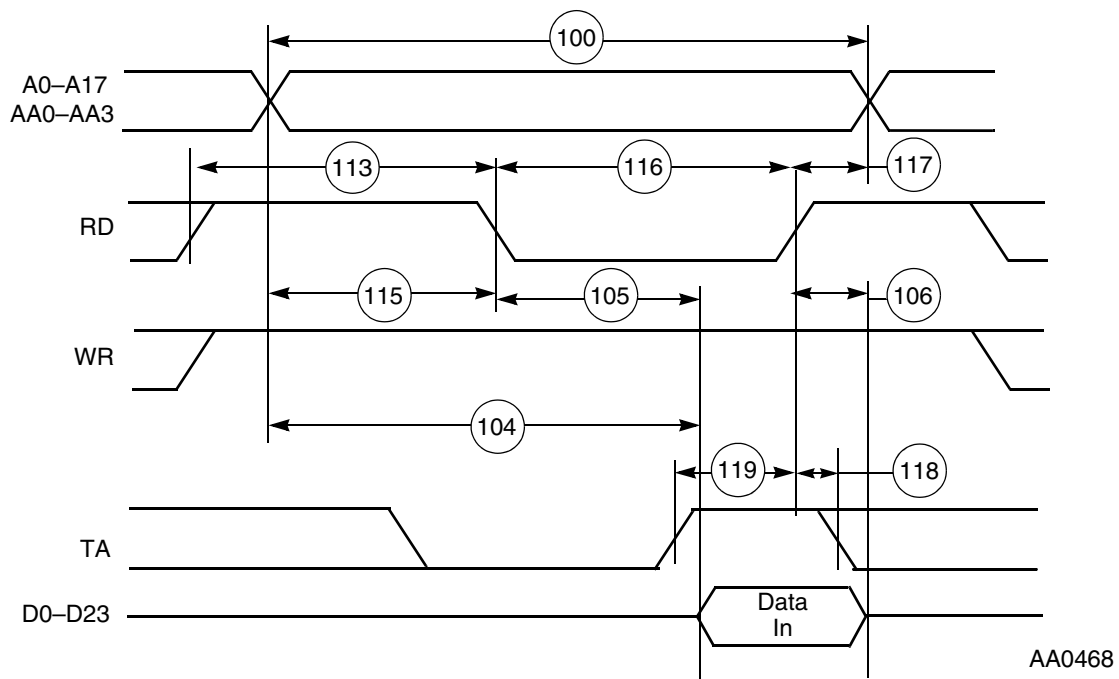 100
A0–A17
AA0–AA3
113
116
117
RD
115
105
106
WR
104
119
118
TA
D0–D23
Data
In
AA0468